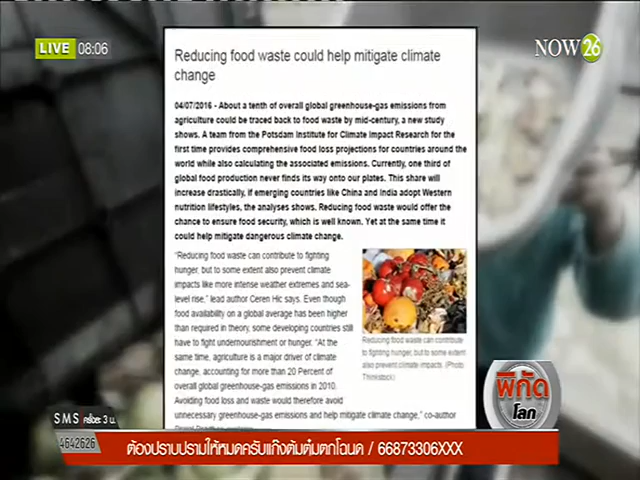 LIVE 08:06
NOW26
Reducing food waste could help mitigate climate
change
04/07/2016 - About a tenth of overall global greenhouse-gas emissions from
agriculture could be traced back to food waste by mid-century, a new study
shows. A team from the Potsdam Institute for Climate Impact Research for the
first time provides comprehensive food loss projections for countries around the
world while also calculating the associated emissions. Currently, one third of
global food production never finds its way onto our plates. This share will
increase drastically, if emerging countries like China and India adopt Western
nutrition lifestyles, the analyses shows. Reducing food waste would offer the
chance to ensure food security, which is well known. Yet at the same time it
could help mitigate dangerous climate change.
"Reducing food waste can contribute to fighting
hunger, but to some extent also prevent climate
impacts like more intense weather extremes and sea-
level rise," lead author Ceren Hic says. Even though
food availability on a global average has been higher
than required in theory, some developing countries still
have to fight undernourishment or hunger. "At the
same time, agriculture is a major driver of climate
change, accounting for more than 20 Percent of
overall global greenhouse-gas emissions in 2010.
Avoiding food loss and waste would therefore avoid
unnecessary greenhouse-gas emissions and help mitigate climate change," co-author
Reducing food waste can contribute
to fighting hunger, but to some extent
also prevent climate impacts. (Photo:
Thinkstock)
พิกัด
โลก
SMS ครั้งละ 3 บ.
4642626
ต้องปราบปรามให้หมดครับแก๊งต้มตุ๋มตกโฉนด / 66873306XXX